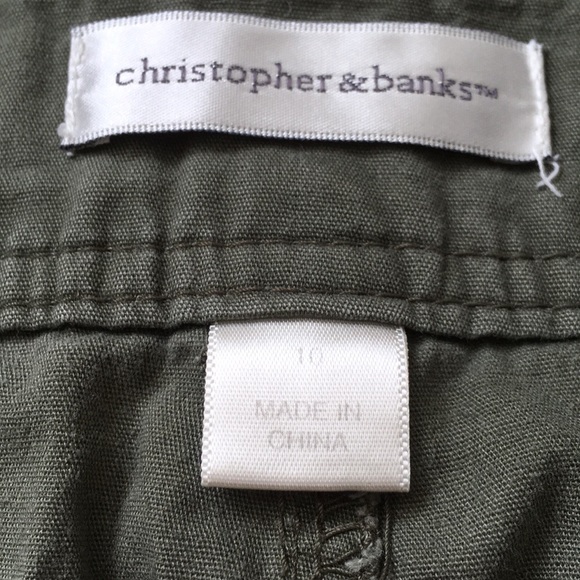 christopher & banks™
10
MADE IN
CHINA